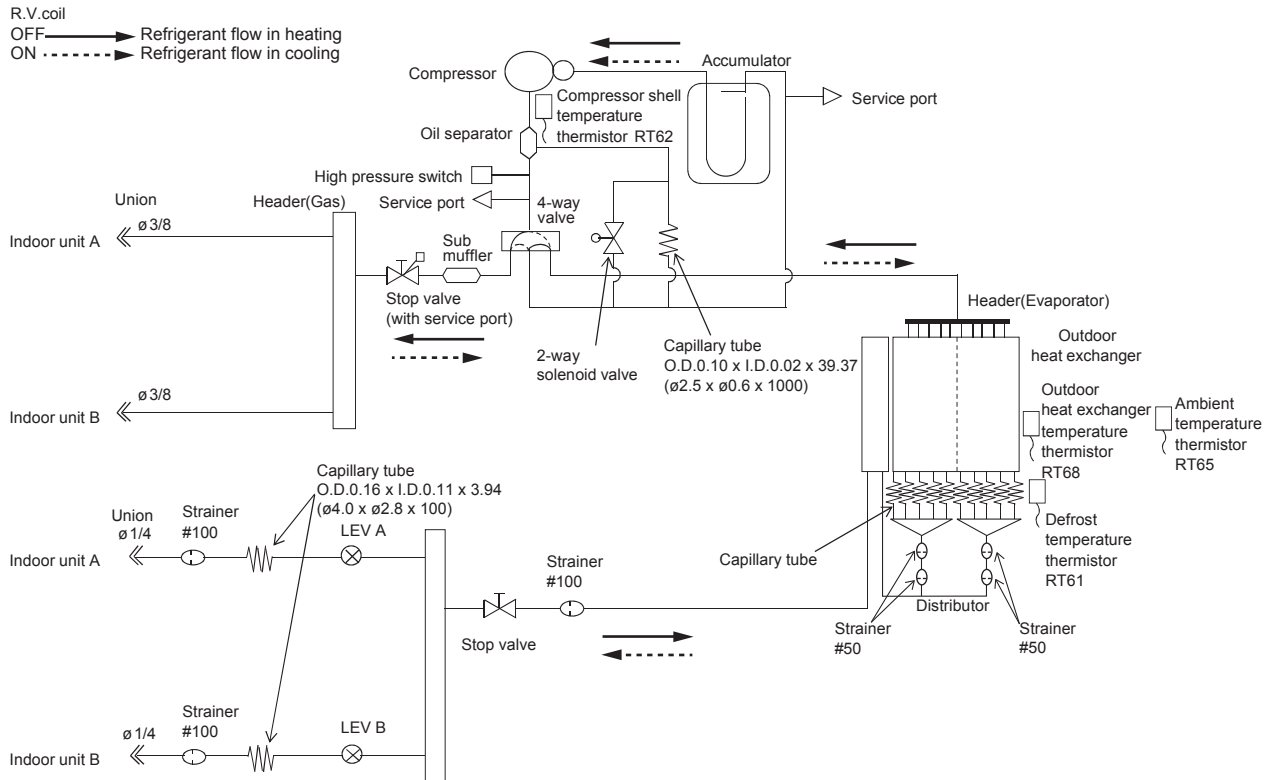 R.V.coil
OFF Refrigerant flow in heating
ON Refrigerant flow in cooling
Compressor
Accumulator
Service port
Compressor shell
temperature
thermistor RT62
Oil separator
High pressure switch
Service port
4-way
valve
Union
Header(Gas)
ø 3/8
Indoor unit A
Sub
muffler
Stop valve
(with service port)
2-way
solenoid valve
Capillary tube
O.D.0.10 x I.D.0.02 x 39.37
(ø2.5 x ø0.6 x 1000)
Header(Evaporator)
Outdoor
heat exchanger
Outdoor
heat exchanger
temperature
thermistor
RT68
Ambient
temperature
thermistor
RT65
ø 3/8
Indoor unit B
Capillary tube
O.D.0.16 x I.D.0.11 x 3.94
(ø4.0 x ø2.8 x 100)
Union
ø 1/4
Strainer
#100
LEV A
Indoor unit A
Strainer
#100
Stop valve
Capillary tube
Defrost
temperature
thermistor
RT61
Distributor
Strainer
#50
Strainer
#50
ø 1/4
Strainer
#100
LEV B
Indoor unit B